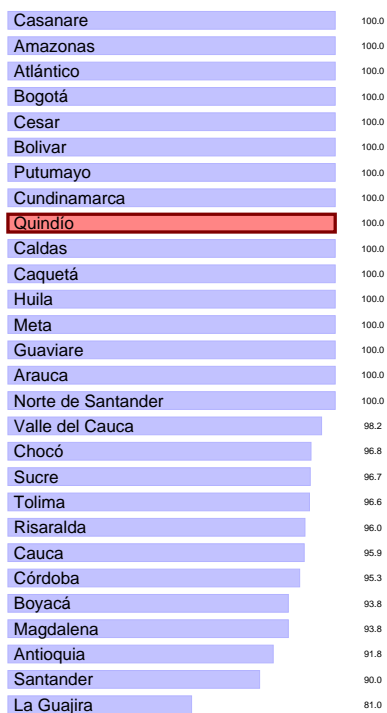 Casanare 100.0
Amazonas 100.0
Atlántico 100.0
Bogotá 100.0
Cesar 100.0
Bolivar 100.0
Putumayo 100.0
Cundinamarca 100.0
Quindío 100.0
Caldas 100.0
Caquetá 100.0
Huila 100.0
Meta 100.0
Guaviare 100.0
Arauca 100.0
Norte de Santander 100.0
Valle del Cauca 98.2
Chocó 96.8
Sucre 96.7
Tolima 96.6
Risaralda 96.0
Cauca 95.9
Córdoba 95.3
Boyacá 93.8
Magdalena 93.8
Antioquia 91.8
Santander 90.0
La Guajira 81.0